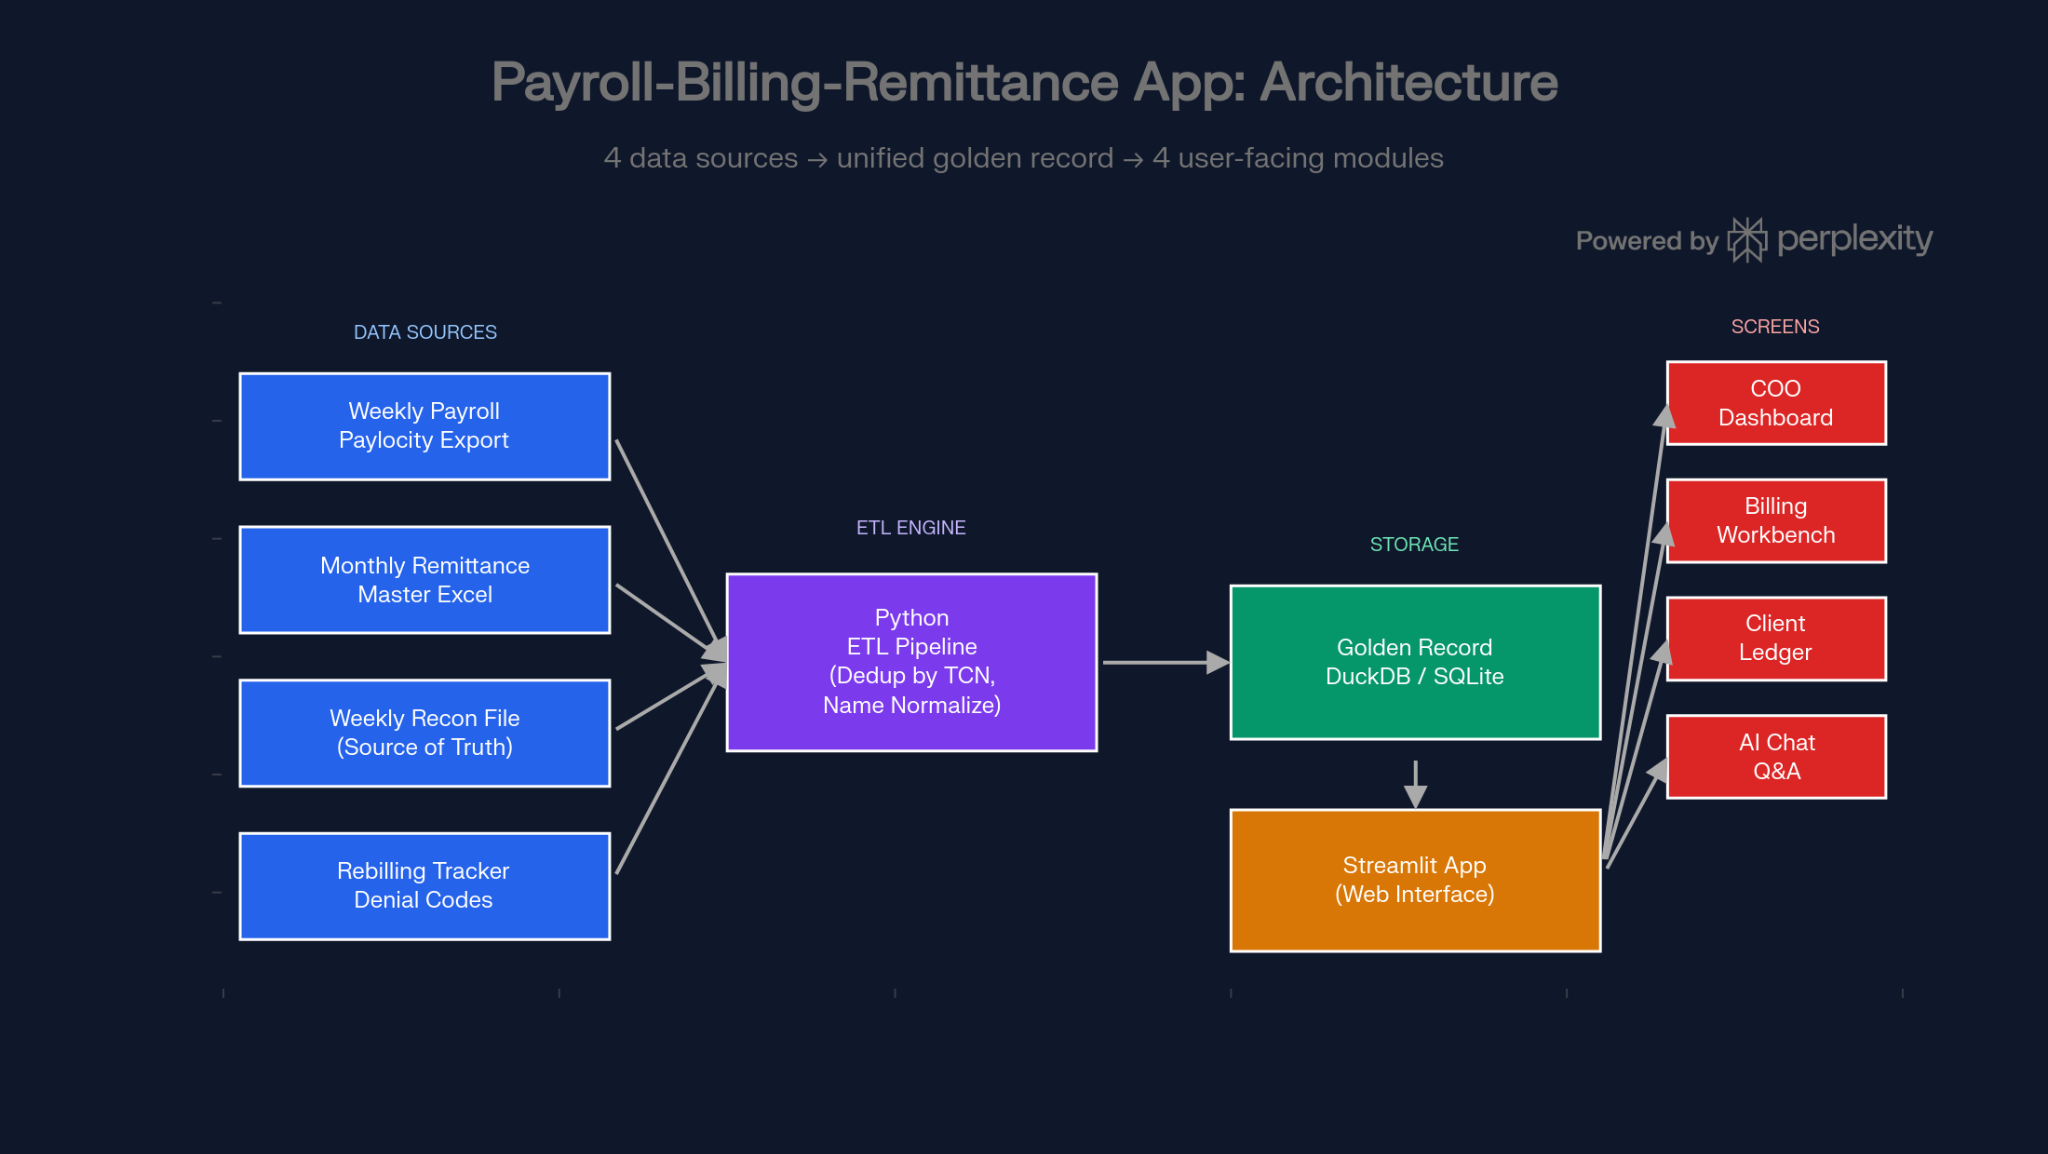 Payroll-Billing-Remittance App: Architecture
4 data sources → unified golden record → 4 user-facing modules
Powered by perplexity
DATA SOURCES
Weekly Payroll
Paylocity Export
Monthly Remittance
Master Excel
Weekly Recon File
(Source of Truth)
Rebilling Tracker
Denial Codes
ETL ENGINE
Python
ETL Pipeline
(Dedup by TCN,
Name Normalize)
STORAGE
Golden Record
DuckDB / SQLite
Streamlit App
(Web Interface)
SCREENS
COO
Dashboard
Billing
Workbench
Client
Ledger
AI Chat
Q&A